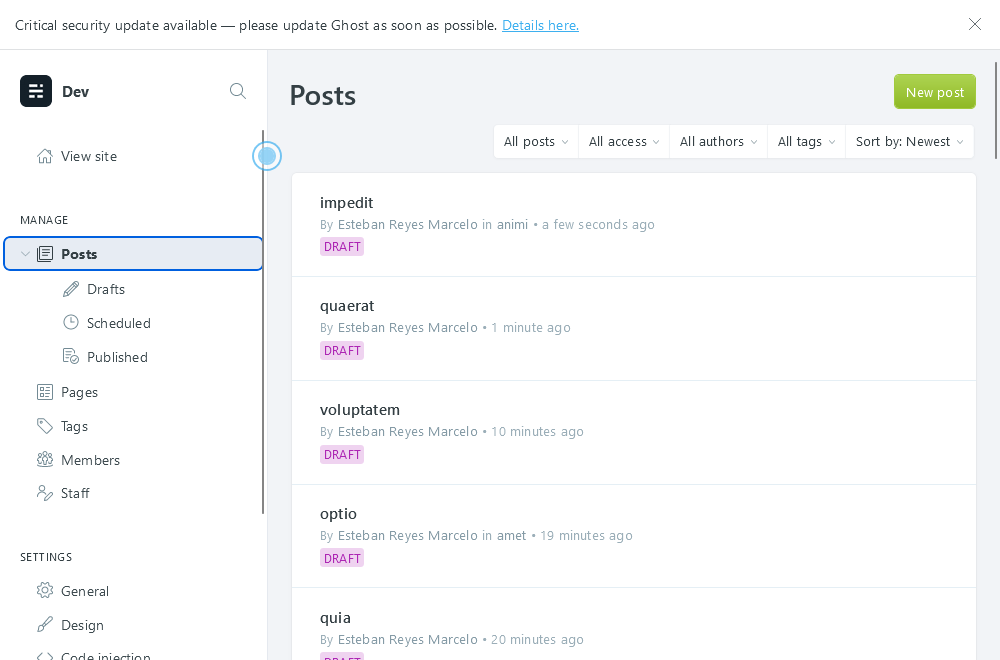 Critical security update available — please update Ghost as soon as possible. Details here.
Dev
View site
MANAGE
Posts
Drafts
Scheduled
Published
Pages
Tags
Members
Staff
SETTINGS
General
Design
Code injection
Posts
New post
All posts
All access
All authors
All tags
Sort by: Newest
impedit
By Esteban Reyes Marcelo in animi • a few seconds ago
DRAFT
quaerat
By Esteban Reyes Marcelo • 1 minute ago
DRAFT
voluptatem
By Esteban Reyes Marcelo • 10 minutes ago
DRAFT
optio
By Esteban Reyes Marcelo in amet • 19 minutes ago
DRAFT
quia
By Esteban Reyes Marcelo • 20 minutes ago
DRAFT